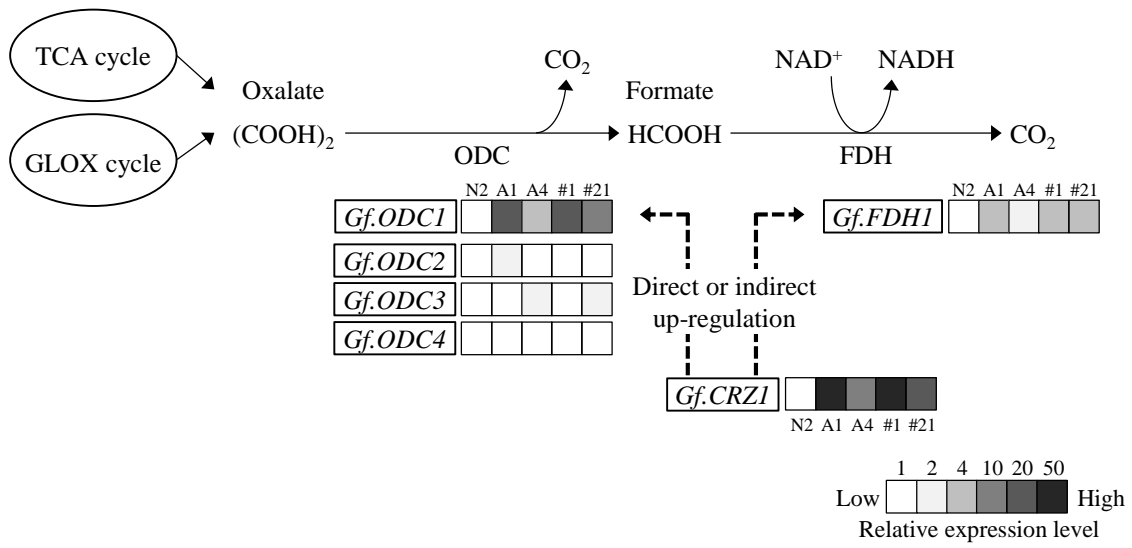 TCA cycle
GLOX cycle
Oxalate
(COOH)₂
CO₂
ODC
Formate
HCOOH
NAD⁺ NADH
FDH
CO₂
N2 A1 A4 #1 #21
Gf.ODC1
Gf.ODC2
Gf.ODC3
Gf.ODC4
N2 A1 A4 #1 #21
Gf.FDH1
Direct or indirect
up-regulation
Gf.CRZ1
N2 A1 A4 #1 #21
1 2 4 10 20 50
Low High
Relative expression level